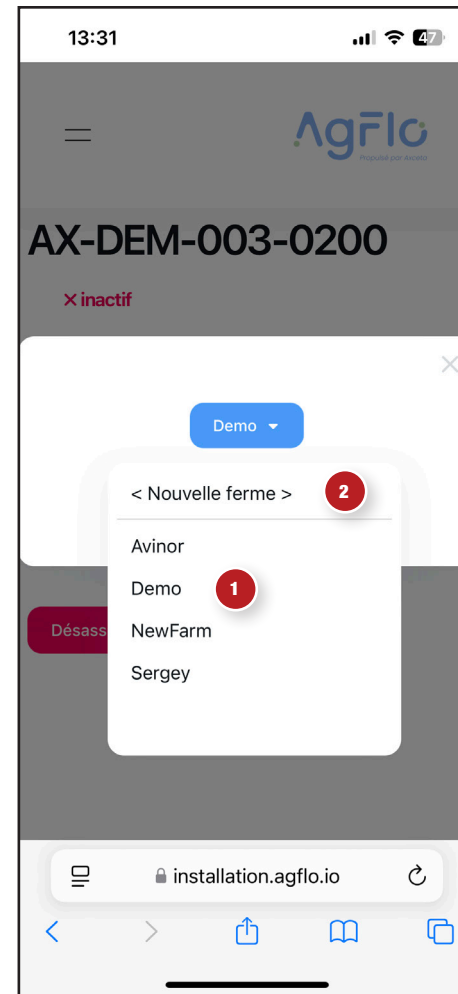 13:31
47
AgFlo
Propulsé par Axceta
AX-DEM-003-0200
× inactif
Demo
< Nouvelle ferme >
2
Avinor
Demo
1
NewFarm
Sergey
Désass
installation.agflo.io